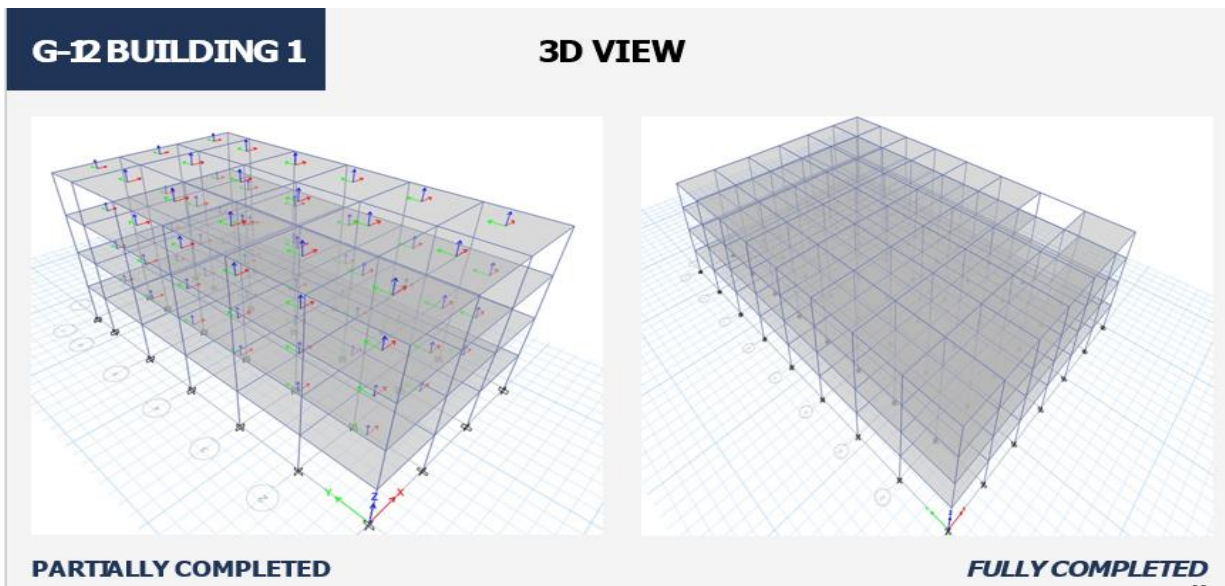 G-12 BUILDING 1
3D VIEW
Y
Z
X
PARTIALLY COMPLETED
FULLY COMPLETED